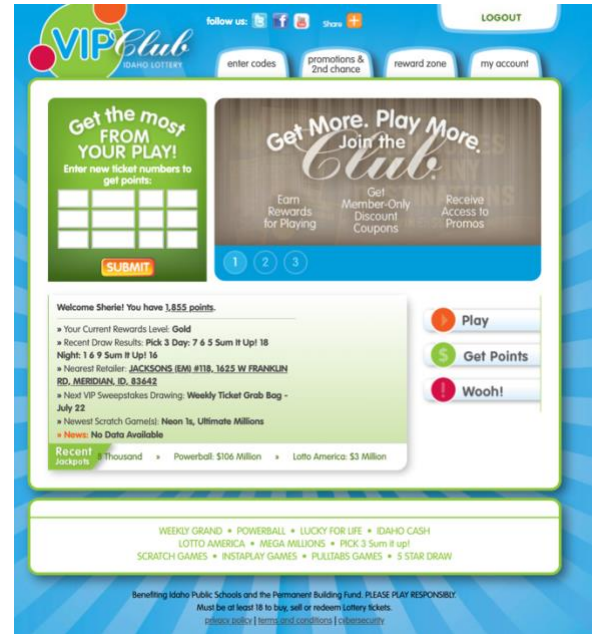 follow us:
Share
LOGOUT
VIP Club
IDAHO LOTTERY
enter codes
promotions &
2nd chance
reward zone
my account
Get the most
FROM
YOUR PLAY!
Enter new ticket numbers to
get points:
SUBMIT
Get More. Play More.
Join the
Club.
Earn
Rewards
for Playing
Get
Member-Only
Discount
Coupons
Receive
Access to
Promos
1 2 3
Welcome Sherie! You have 1,855 points.
» Your Current Rewards Level: Gold
» Recent Draw Results: Pick 3 Day: 7 6 5 Sum It Up! 18
Night: 1 6 9 Sum It Up! 16
» Nearest Retailer: JACKSONS (EM) #118, 1625 W FRANKLIN
RD, MERIDIAN, ID, 83642
» Next VIP Sweepstakes Drawing: Weekly Ticket Grab Bag -
July 22
» Newest Scratch Game(s): Neon 1s, Ultimate Millions
» News: No Data Available
Recent
Jackpots
Thousand » Powerball: $106 Million » Lotto America: $3 Million
Play
$ Get Points
! Wooh!
WEEKLY GRAND • POWERBALL • LUCKY FOR LIFE • IDAHO CASH
LOTTO AMERICA • MEGA MILLIONS • PICK 3 Sum it up!
SCRATCH GAMES • INSTAPLAY GAMES • PULLTABS GAMES • 5 STAR DRAW
Benefiting Idaho Public Schools and the Permanent Building Fund. PLEASE PLAY RESPONSIBLY.
Must be at least 18 to buy, sell or redeem Lottery tickets.
privacy policy | terms and conditions | cybersecurity